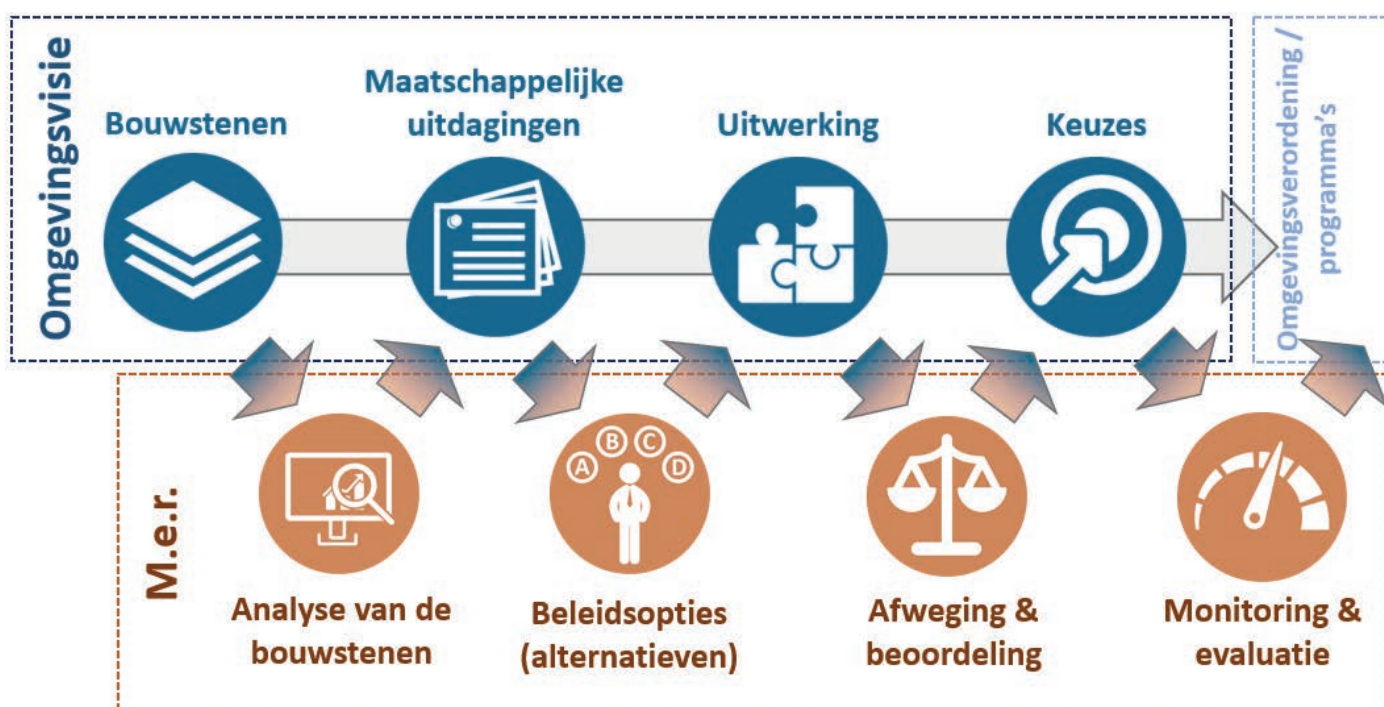 Omgevingsvisie
Bouwstenen
Maatschappelijke
uitdagingen
Uitwerking
Keuzes
Omgevingsverordening /
programma's
M.e.r.
A
B
C
D
Analyse van de
bouwstenen
Beleidsopties
(alternatieven)
Afweging &
beoordeling
Monitoring &
evaluatie